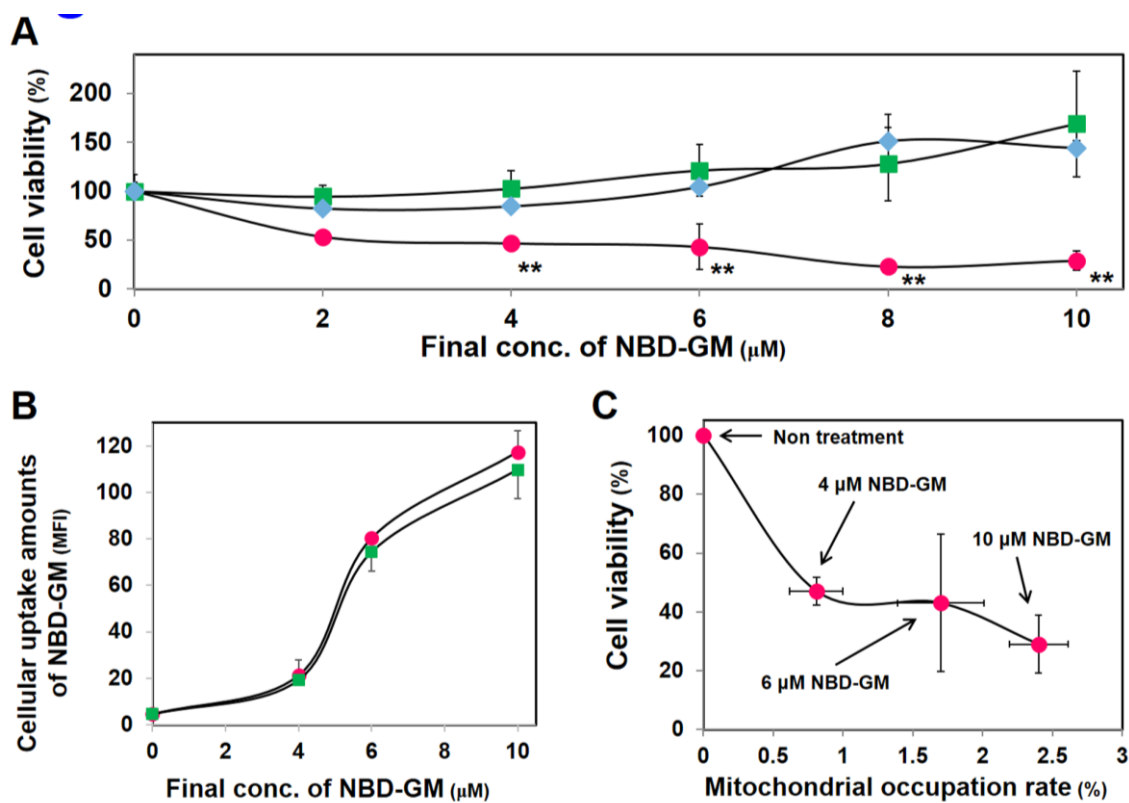 A
Cell viability (%)
200
150
100
50
0
**
**
**
**
0 2 4 6 8 10
Final conc. of NBD-GM (μM)
B
Cellular uptake amounts
of NBD-GM (MFI)
120
100
80
60
40
20
0
0 2 4 6 8 10
Final conc. of NBD-GM (μM)
C
Cell viability (%)
100
80
60
40
20
0
Non treatment
4 μM NBD-GM
10 μM NBD-GM
6 μM NBD-GM
0 0.5 1 1.5 2 2.5 3
Mitochondrial occupation rate (%)